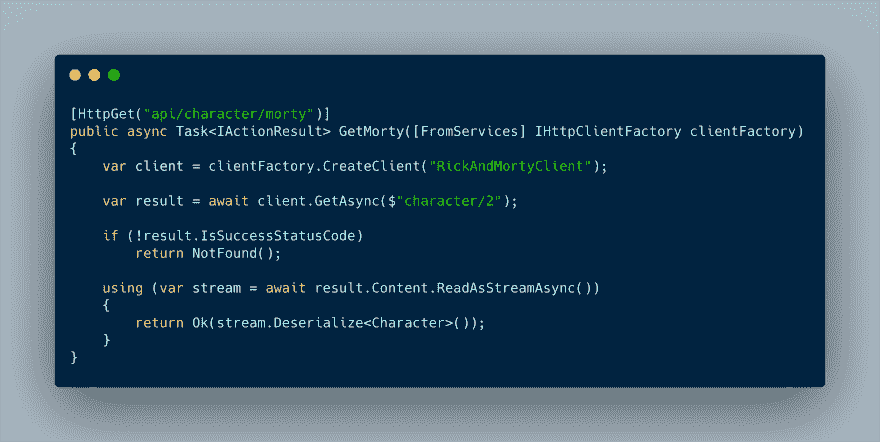 [HttpGet("api/character/morty")]
public async Task<IActionResult> GetMorty([FromServices] IHttpClientFactory clientFactory)
{
    var client = clientFactory.CreateClient("RickAndMortyClient");
    var result = await client.GetAsync($"character/2");
    if (!result.IsSuccessStatusCode)
        return NotFound();
    using (var stream = await result.Content.ReadAsStreamAsync())
    {
        return Ok(stream.Deserialize<Character>());
    }
}